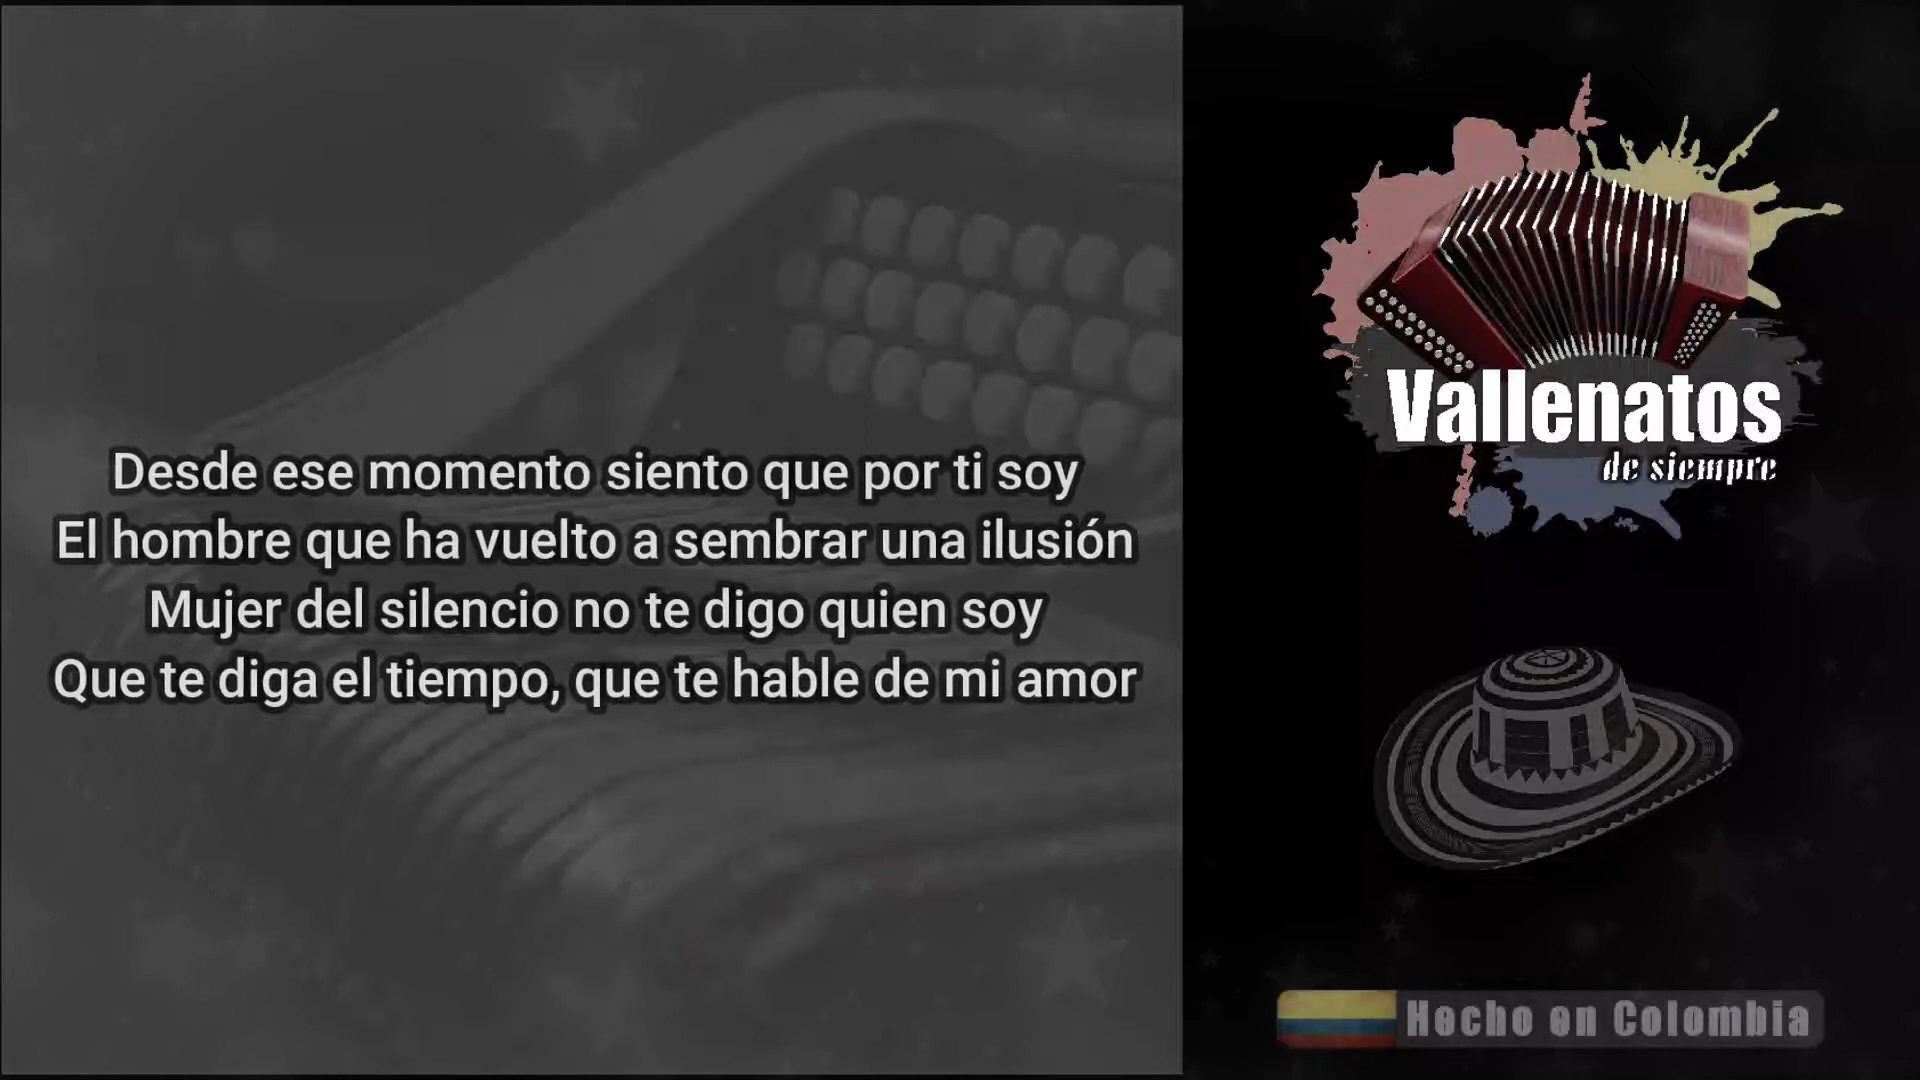 Desde ese momento siento que por ti soy
El hombre que ha vuelto a sembrar una ilusión
Mujer del silencio no te digo quien soy
Que te diga el tiempo, que te hable de mi amor
Vallenatos
de siempre
Hecho en Colombia